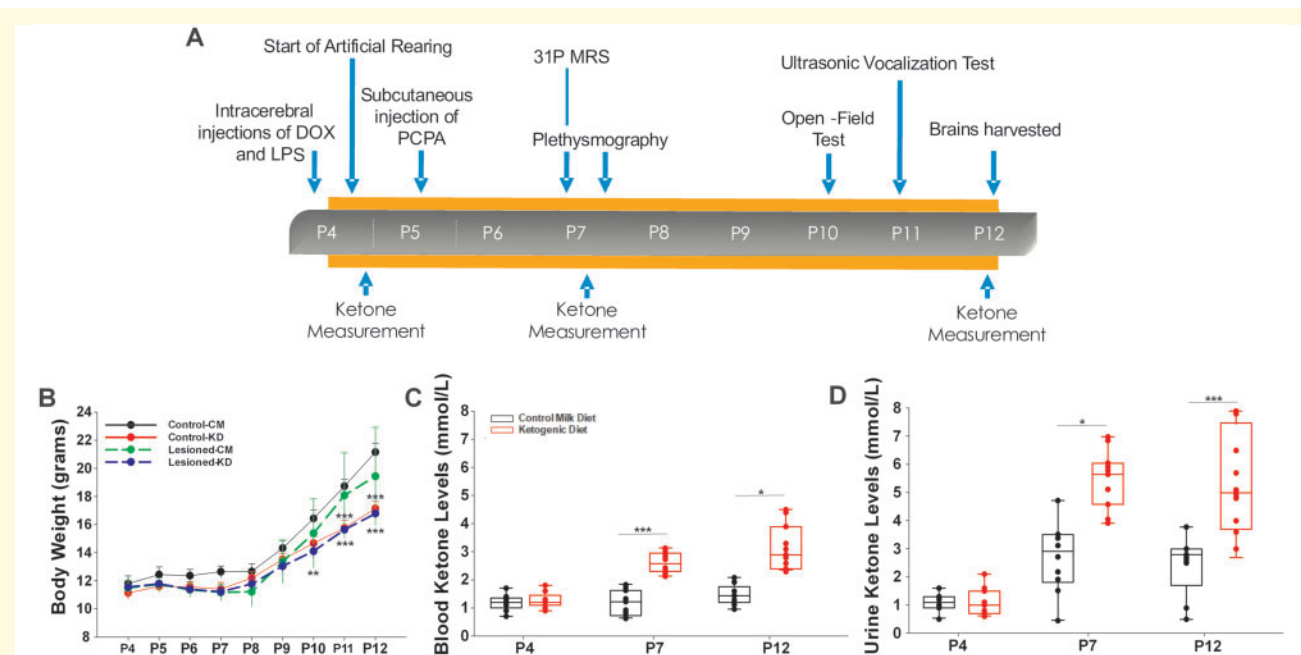 A
Start of Artificial Rearing
31P MRS
Ultrasonic Vocalization Test
Intracerebral
injections of DOX
and LPS
Subcutaneous
injection of
PCPA
Plethysmography
Open -Field
Test
Brains harvested
P4 P5 P6 P7 P8 P9 P10 P11 P12
Ketone
Measurement
Ketone
Measurement
Ketone
Measurement
B
Body Weight (grams)
24
22
20
18
16
14
12
10
Control-CM
Control-KD
Lesioned-CM
Lesioned-KD
***
***
***
***
**
P4 P5 P6 P7 P8 P9 P10 P11 P12
C
Blood Ketone Levels (mmol/L)
8
7
6
5
4
3
2
1
0
Control Milk Diet
Ketogenic Diet
***
*
P4 P7 P12
D
Urine Ketone Levels (mmol/L)
8
7
6
5
4
3
2
1
0
*
***
P4 P7 P12